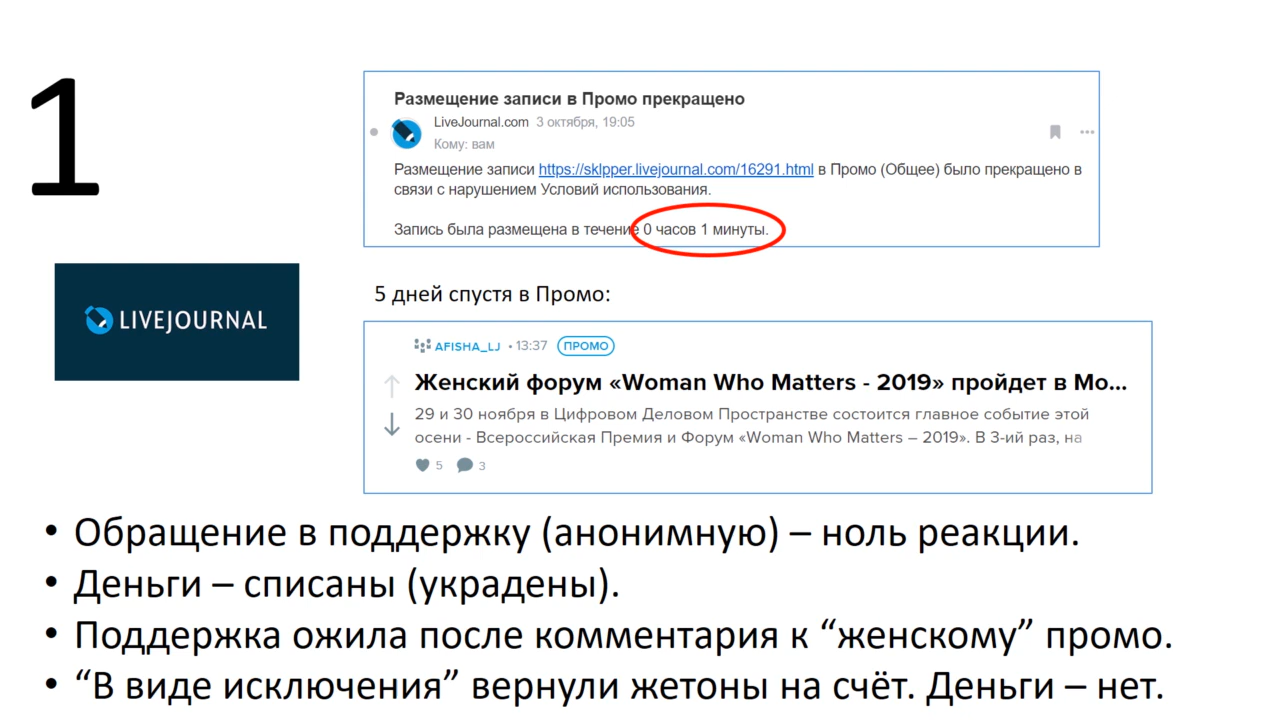 1
Размещение записи в Промо прекращено
LiveJournal.com 3 октября, 19:05
Кому: вам
Размещение записи https://sklpper.livejournal.com/16291.html в Промо (Общее) было прекращено в
связи с нарушением Условий использования.
Запись была размещена в течение 0 часов 1 минуты.
LIVEJOURNAL
5 дней спустя в Промо:
AFISHA_LJ • 13:37 ПРОМО
Женский форум «Woman Who Matters - 2019» пройдет в Мо...
29 и 30 ноября в Цифровом Деловом Пространстве состоится главное событие этой
осени - Всероссийская Премия и Форум «Woman Who Matters – 2019». В 3-ий раз, на
5 3
• Обращение в поддержку (анонимную) – ноль реакции.
• Деньги – списаны (украдены).
• Поддержка ожила после комментария к “женскому” промо.
• “В виде исключения” вернули жетоны на счёт. Деньги – нет.